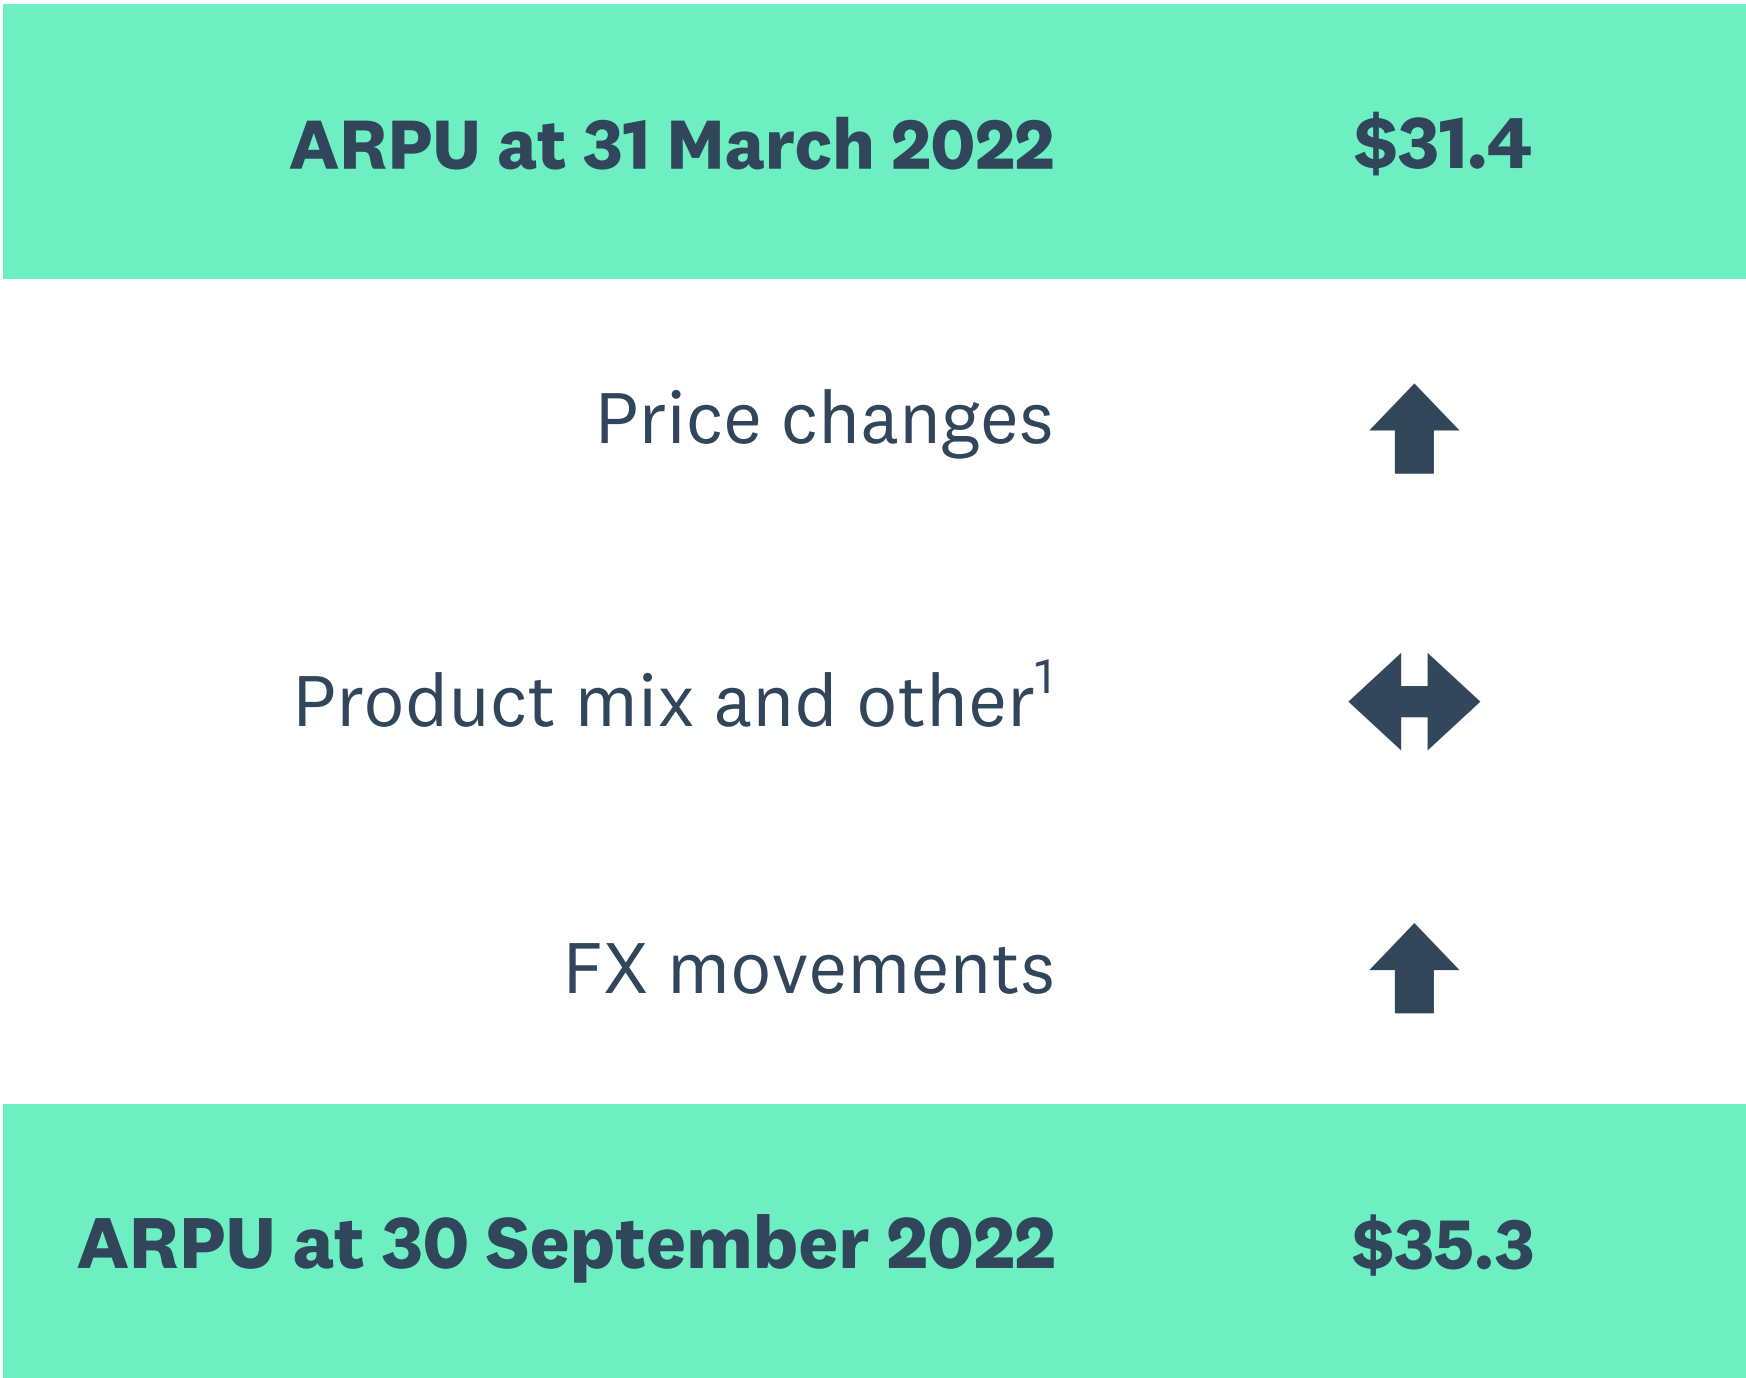 ARPU at 31 March 2022 $31.4
Price changes
Product mix and other¹
FX movements
ARPU at 30 September 2022 $35.3